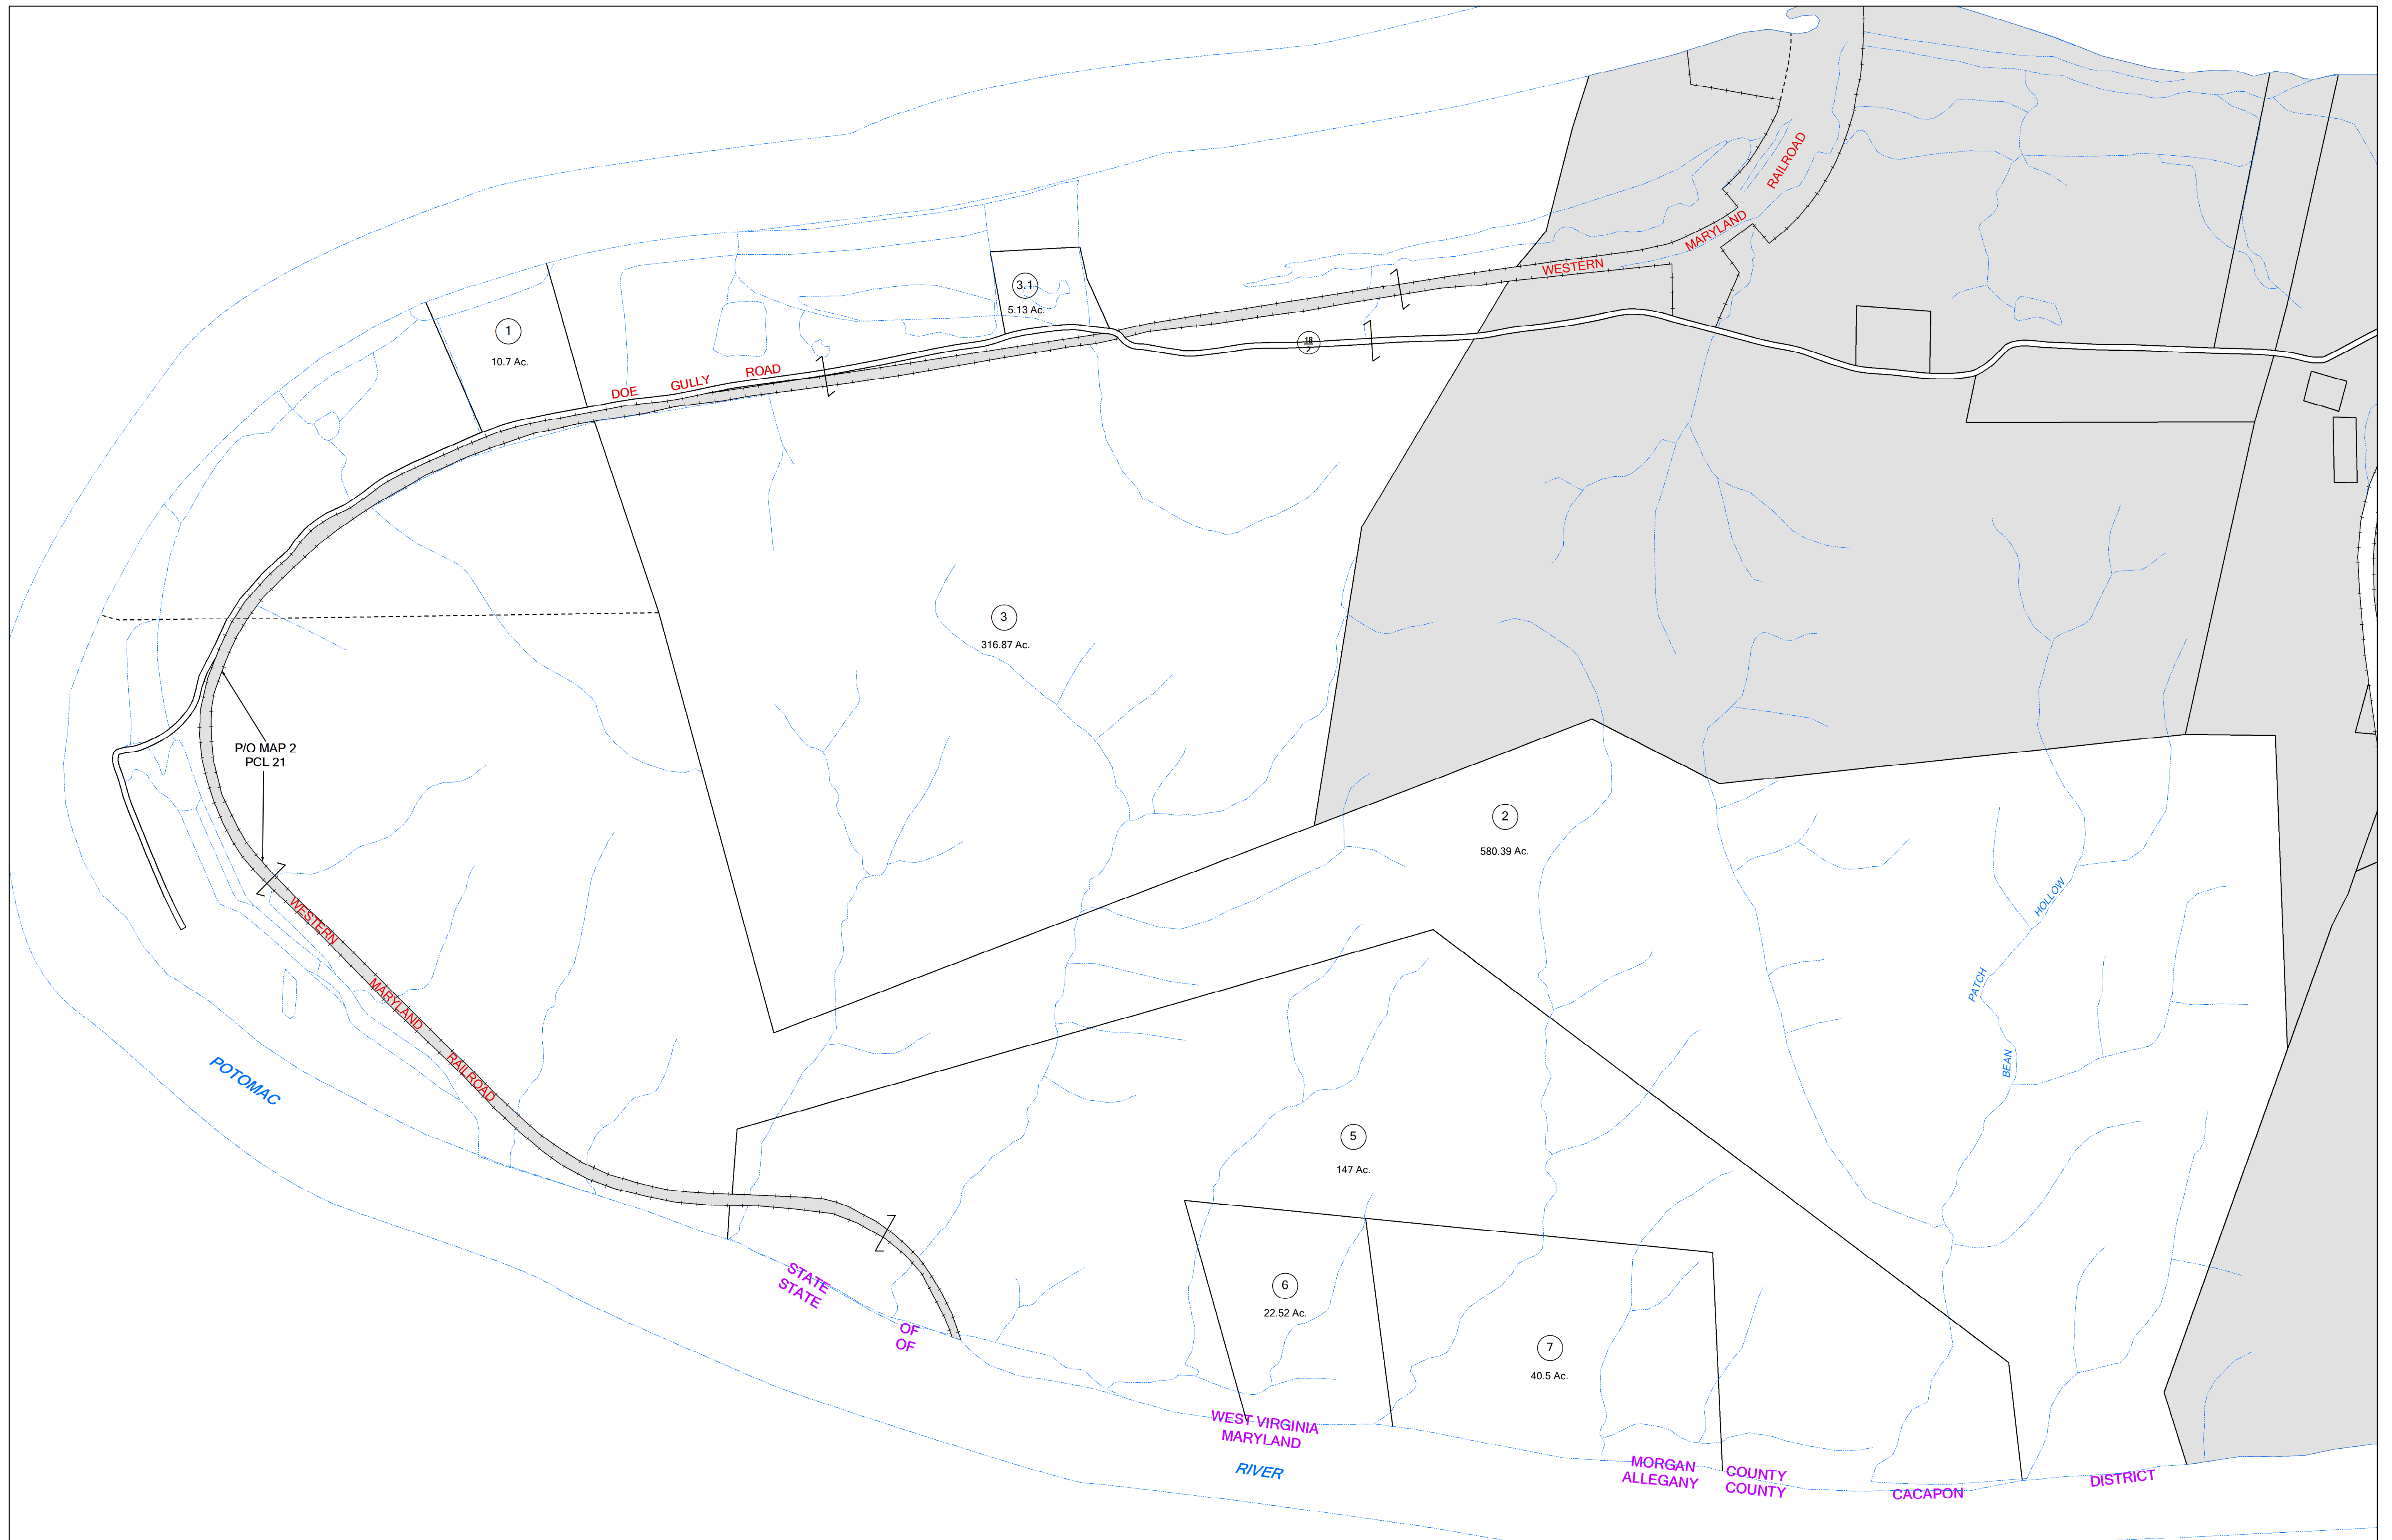 RAILROAD
MARYLAND
WESTERN
3.1
5.13 Ac.
1
10.7 Ac.
18
2
DOE GULLY ROAD
3
316.87 Ac.
P/O MAP 2
PCL 21
2
580.39 Ac.
HOLLOW
PATCH
BEAN
WESTERN
MARYLAND
RAILROAD
POTOMAC
5
147 Ac.
6
22.52 Ac.
7
40.5 Ac.
STATE
STATE
OF
OF
WEST VIRGINIA
MARYLAND
RIVER
MORGAN COUNTY
ALLEGANY COUNTY
CACAPON DISTRICT